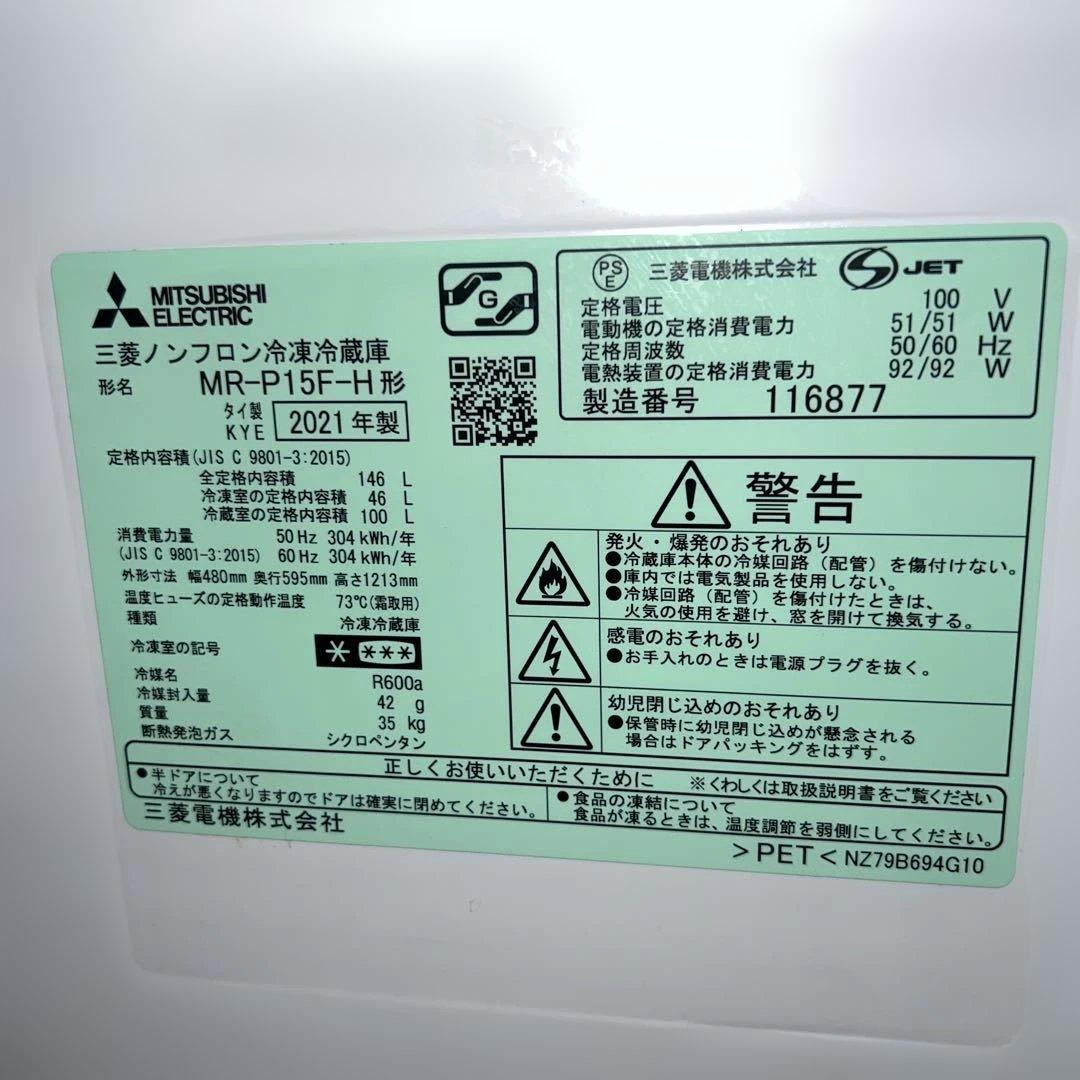 MITSUBISHI
ELECTRIC
三菱ノンフロン冷凍冷蔵庫
形名 MR-P15F-H形
タイ製
KYE 2021年製
定格内容積(JIS C 9801-3:2015)
全定格内容積 146 L
冷凍室の定格内容積 46 L
冷蔵室の定格内容積 100 L
消費電力量 50Hz 304kWh/年
(JIS C 9801-3:2015) 60Hz 304kWh/年
外形寸法 幅480mm 奥行595mm 高さ1213mm
温度ヒューズの定格動作温度 73℃(霜取用)
種類 冷凍冷蔵庫
冷凍室の記号 * ***
冷媒名 R600a
冷媒封入量 42 g
質量 35 kg
断熱発泡ガス シクロペンタン
G
PS
E
三菱電機株式会社
S JET
定格電圧 100 V
電動機の定格消費電力 51/51 W
定格周波数 50/60 Hz
電熱装置の定格消費電力 92/92 W
製造番号 116877
警告
発火・爆発のおそれあり
●冷蔵庫本体の冷媒回路（配管）を傷付けない。
●庫内では電気製品を使用しない。
●冷媒回路（配管）を傷付けたときは、
火気の使用を避け、窓を開けて換気する。
感電のおそれあり
●お手入れのときは電源プラグを抜く。
幼児閉じ込めのおそれあり
●保管時に幼児閉じ込めが懸念される
場合はドアパッキングをはずす。
正しくお使いいただくために ※くわしくは取扱説明書をご覧ください
●半ドアについて
冷えが悪くなりますのでドアは確実に閉めてください。
●食品の凍結について
食品が凍るときは、温度調節を弱側にしてください。
三菱電機株式会社
>PET< NZ79B694G10